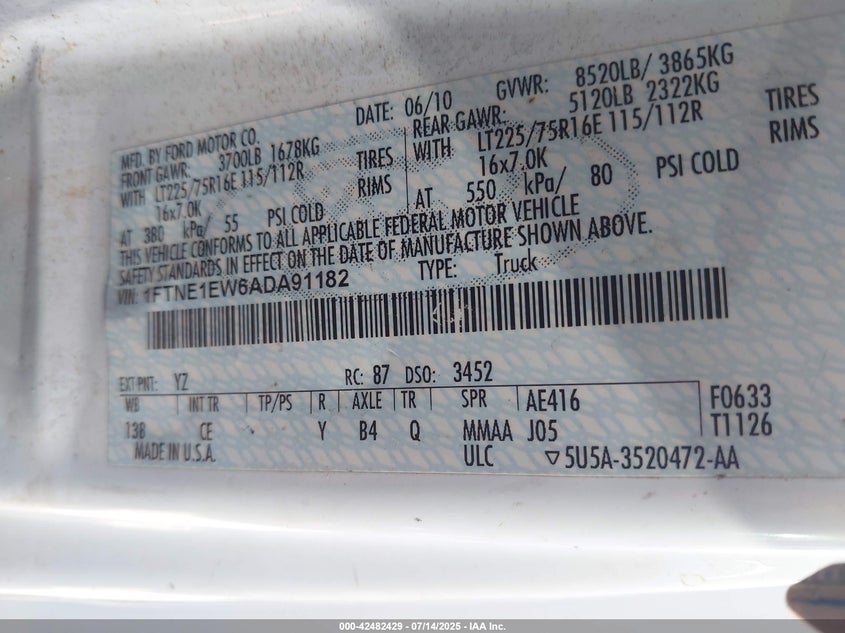 MFD. BY FORD MOTOR CO.
DATE: 06/10 GVWR: 8520LB/ 3865KG
FRONT GAWR: 3700LB 1678KG
REAR GAWR: 5120LB 2322KG
WITH LT225/75R16E 115/112R TIRES
WITH LT225/75R16E 115/112R TIRES
16x7.0K RIMS
16x7.0K RIMS
AT 380 kPa/ 55 PSI COLD
AT 550 kPa/ 80 PSI COLD
THIS VEHICLE CONFORMS TO ALL APPLICABLE FEDERAL MOTOR VEHICLE
SAFETY STANDARDS IN EFFECT ON THE DATE OF MANUFACTURE SHOWN ABOVE.
VIN: 1FTNE1EW6ADA91182 TYPE: Truck
EXT PNT: YZ RC: 87 DSO: 3452
WB INT TR TP/PS R AXLE TR SPR AE416 F0633
138 CE Y B4 Q MMAA J05 T1126
MADE IN U.S.A. ULC ▽5U5A-3520472-AA
000-42482429 - 07/14/2025 - IAA Inc.